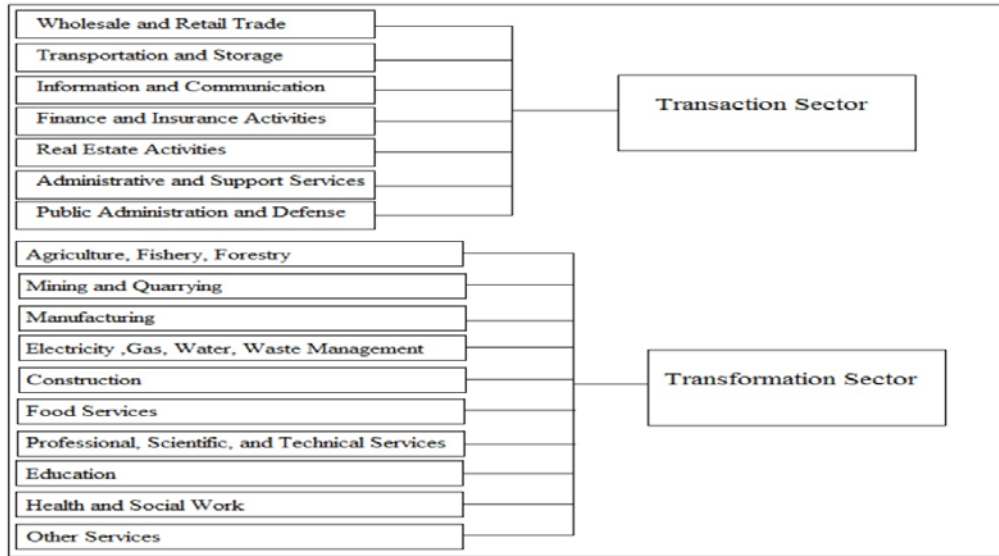 Wholesale and Retail Trade
Transportation and Storage
Information and Communication
Finance and Insurance Activities
Real Estate Activities
Administrative and Support Services
Public Administration and Defense
Transaction Sector
Agriculture, Fishery, Forestry
Mining and Quarrying
Manufacturing
Electricity ,Gas, Water, Waste Management
Construction
Food Services
Professional, Scientific, and Technical Services
Education
Health and Social Work
Other Services
Transformation Sector